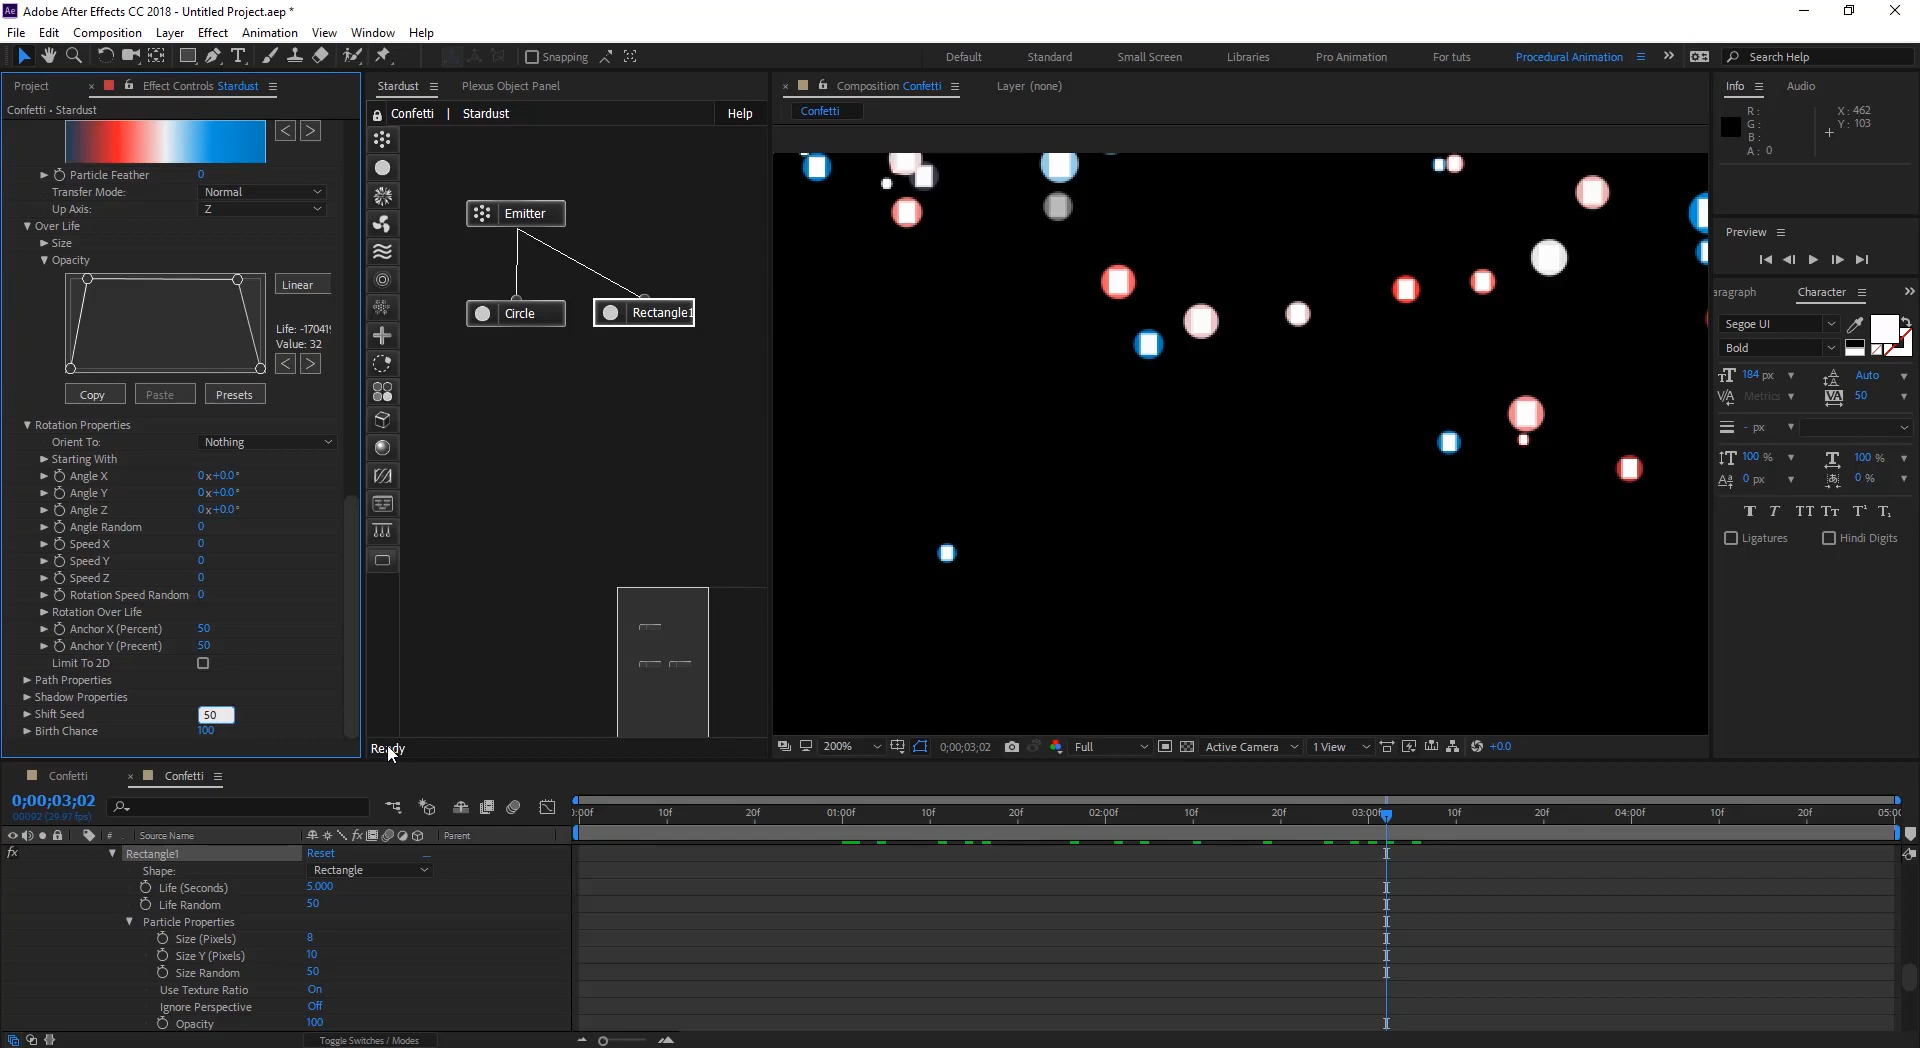 Adobe After Effects CC 2018 - Untitled Project.aep *
File Edit Composition Layer Effect Animation View Window Help
Snapping
Default Standard Small Screen Libraries Pro Animation For tuts Procedural Animation
Search Help
Project Effect Controls Stardust
Confetti • Stardust
Particle Feather 0
Transfer Mode: Normal
Up Axis: Z
Over Life
Size
Opacity
Linear
Life: -17041
Value: 32
Copy Paste Presets
Rotation Properties
Orient To: Nothing
Starting With
Angle X 0x+0.0°
Angle Y 0x+0.0°
Angle Z 0x+0.0°
Angle Random 0
Speed X 0
Speed Y 0
Speed Z 0
Rotation Speed Random 0
Rotation Over Life
Anchor X (Percent) 50
Anchor Y (Precent) 50
Limit To 2D
Path Properties
Shadow Properties
Shift Seed 50
Birth Chance 100
Stardust Plexus Object Panel
Confetti | Stardust Help
Emitter
Circle
Rectangle1
Ready
Composition Confetti Layer (none)
Confetti
200% 0;00;03;02 Full Active Camera 1 View +0.0
Info Audio
R:
G:
B:
A: 0
X: 462
Y: 103
Preview
aragraph Character
Segoe UI
Bold
184 px Auto
Metrics 50
- px
100 % 100 %
0 px 0 %
Ligatures Hindi Digits
Confetti Confetti
0;00;03;02
00092 (29.97 fps)
# Source Name Parent
:00f 10f 20f 01:00f 10f 20f 02:00f 10f 20f 03:00f 10f 20f 04:00f 10f 20f 05:00
Rectangle1 Reset
Shape: Rectangle
Life (Seconds) 5.000
Life Random 50
Particle Properties
Size (Pixels) 8
Size Y (Pixels) 10
Size Random 50
Use Texture Ratio On
Ignore Perspective Off
Opacity 100
Toggle Switches / Modes